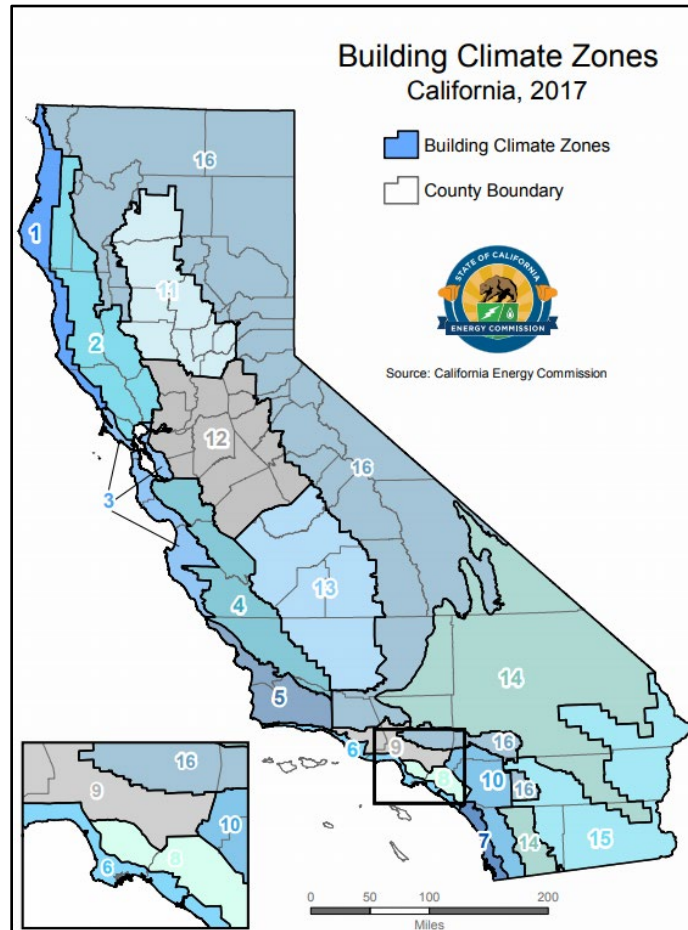 Building Climate Zones
California, 2017
Building Climate Zones
County Boundary
STATE OF CALIFORNIA
ENERGY COMMISSION
Source: California Energy Commission
16
1
11
2
12
16
3
13
4
14
5
6
9
16
8
10
16
7
14
15
16
9
10
8
6
0 50 100 200
Miles